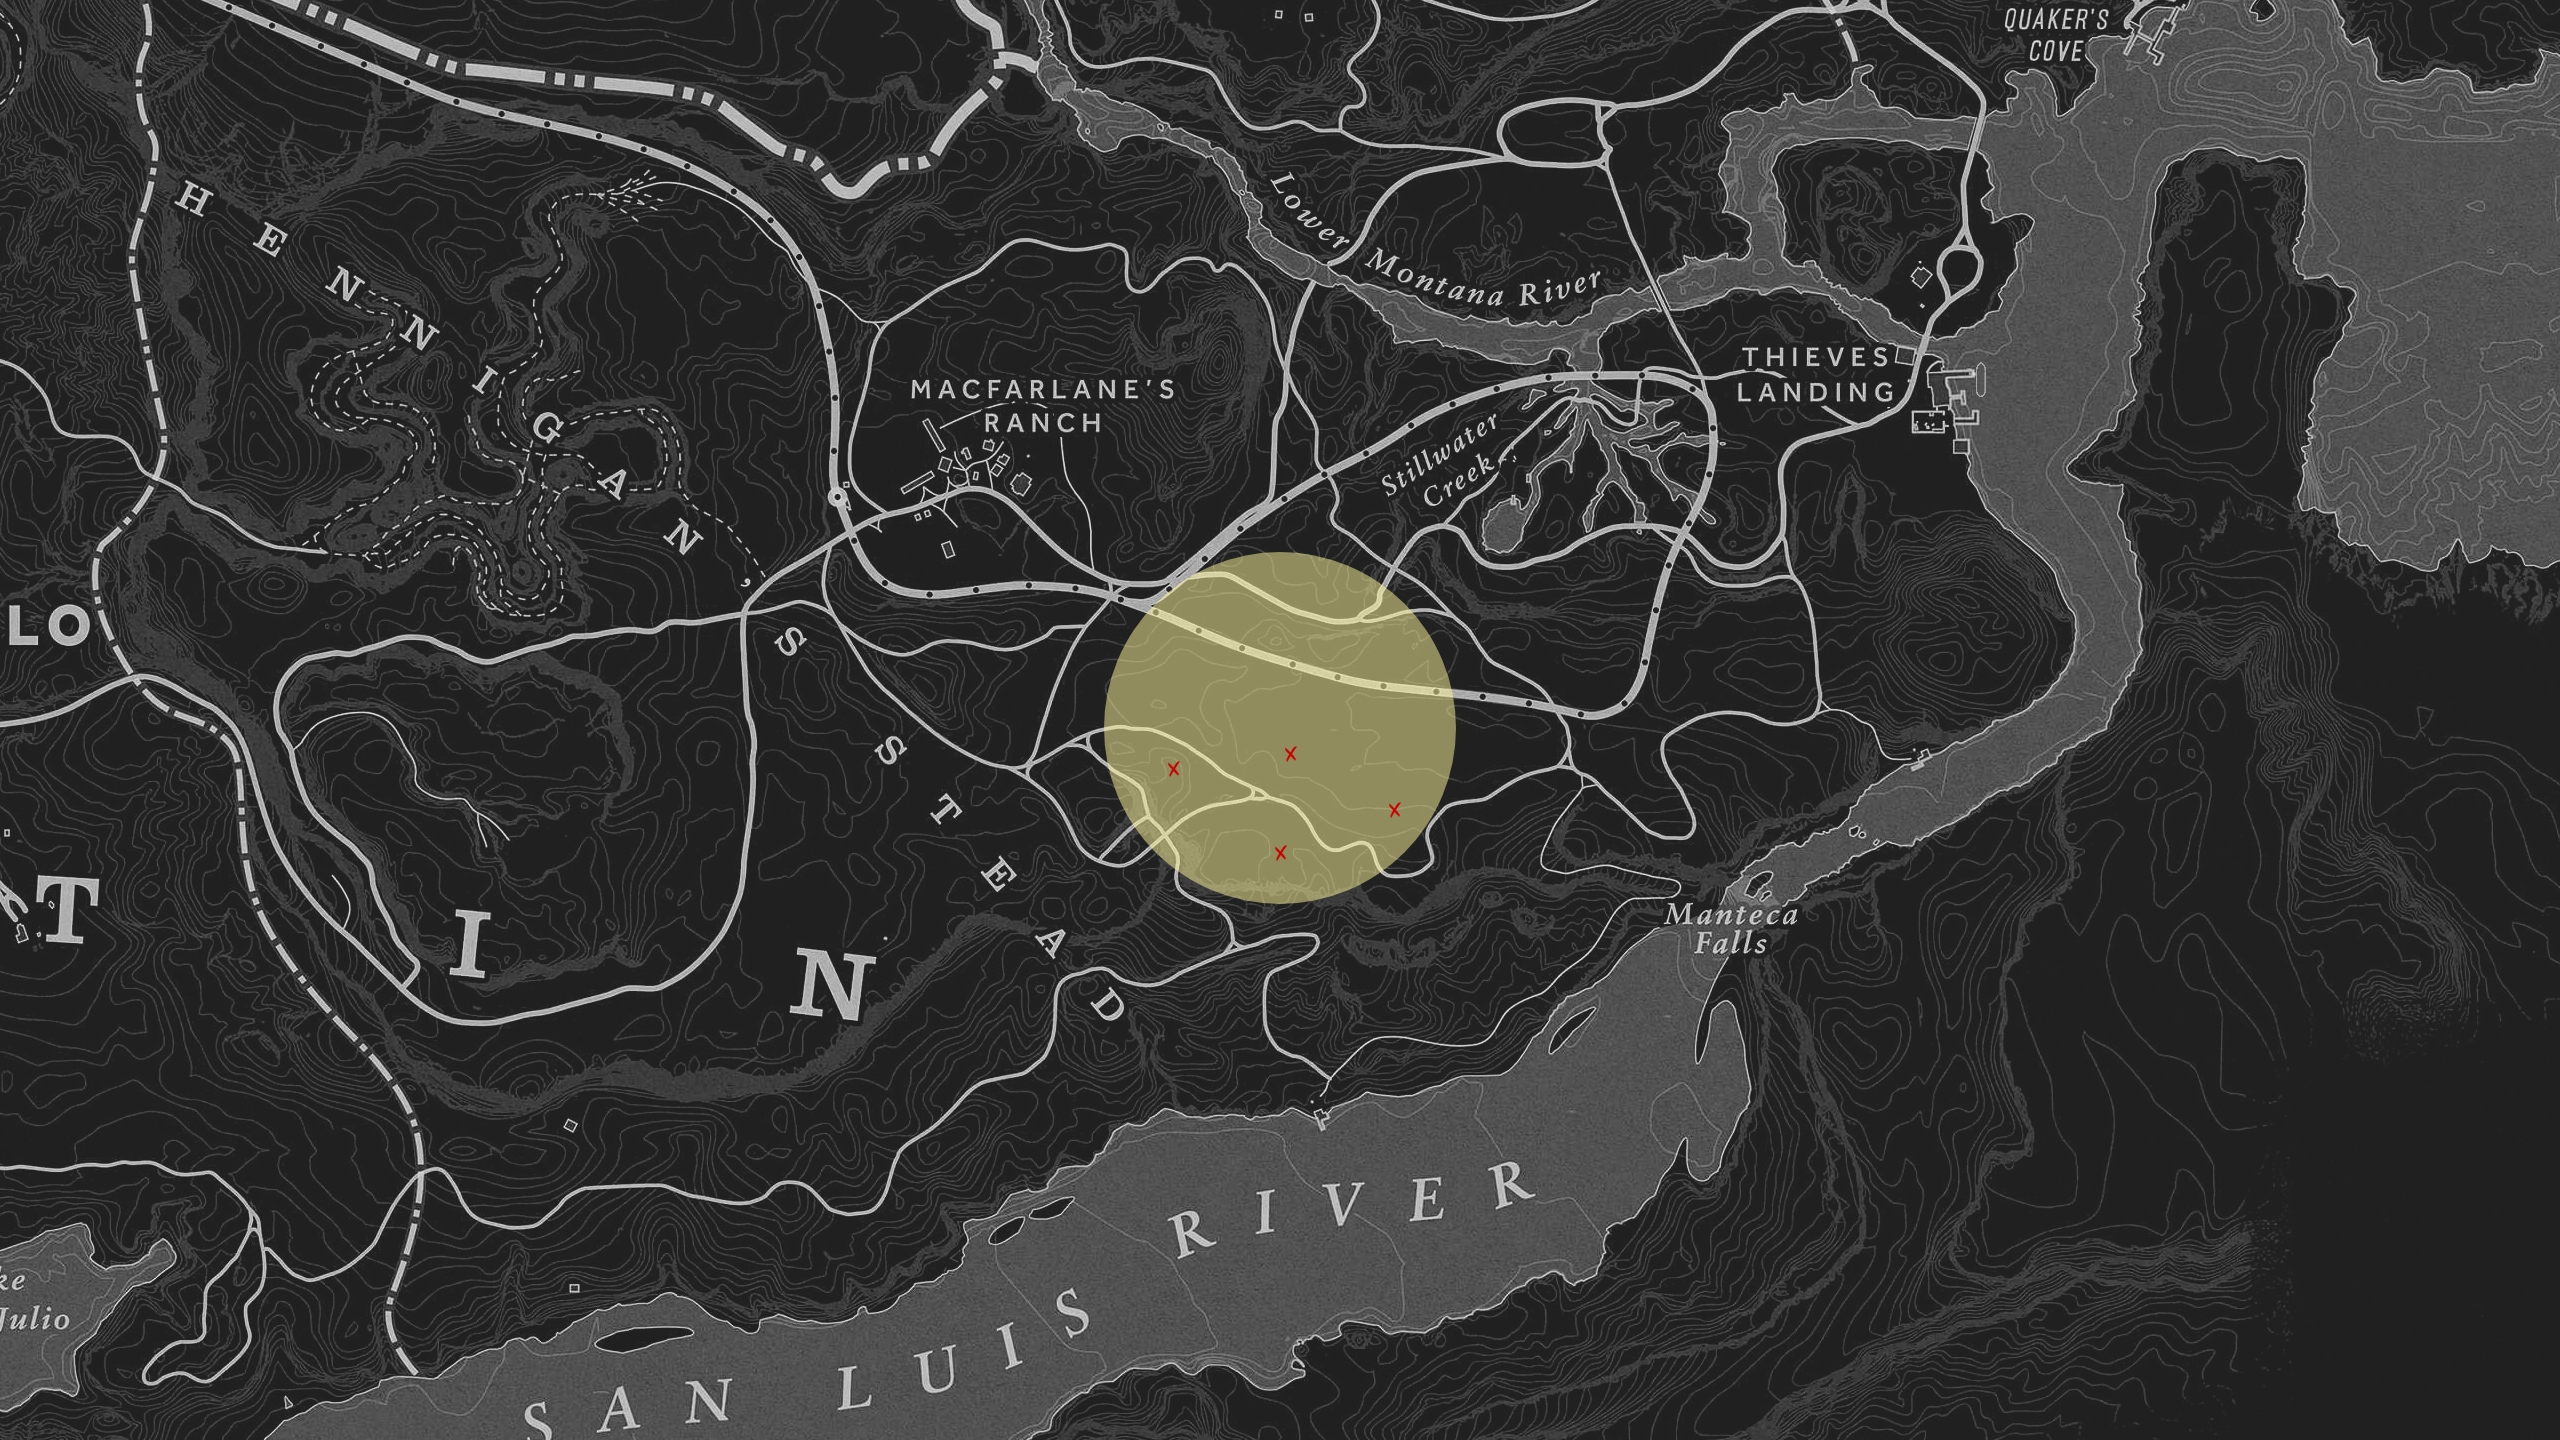 QUAKER'S
COVE
Lower Montana River
HENNIGAN'S STEAD
THIEVES
LANDING
MACFARLANE'S
RANCH
Stillwater
Creek
LO
T
I
N
Manteca
Falls
SAN LUIS RIVER
ke
Julio